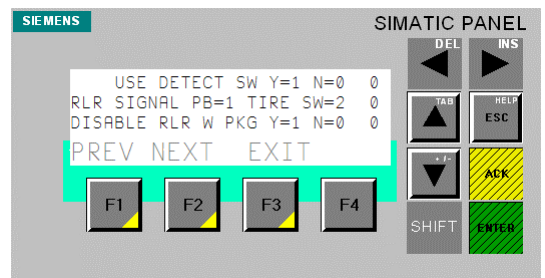 SIEMENS
SIMATIC PANEL
DEL
INS
USE DETECT SW Y=1 N=0 0
RLR SIGNAL PB=1 TIRE SW=2 0
DISABLE RLR W PKG Y=1 N=0 0
PREV NEXT EXIT
TAB
HELP
ESC
+/-
ACK
F1 F2 F3 F4
SHIFT
ENTER